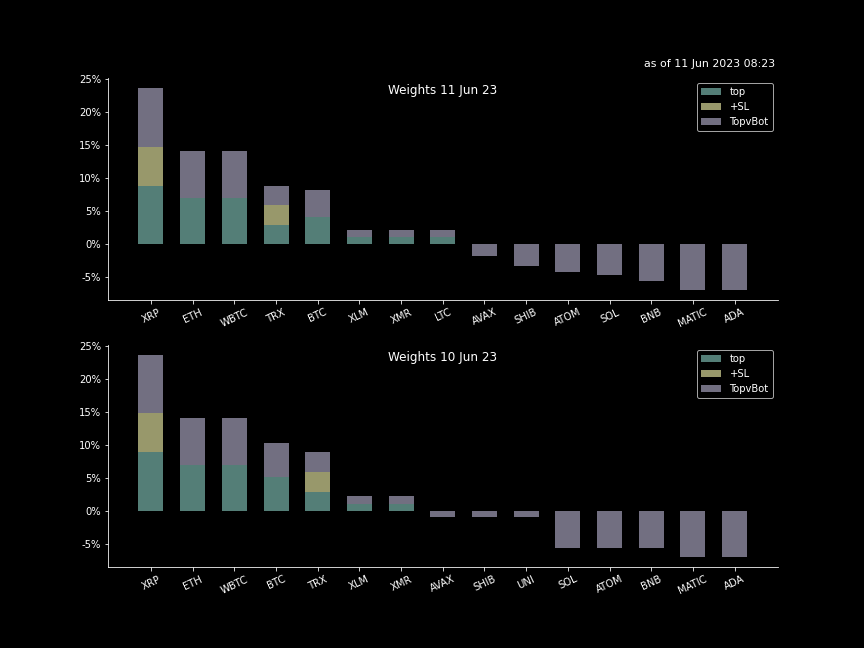 as of 11 Jun 2023 08:23
Weights 11 Jun 23
top
+SL
TopvBot
25%
20%
15%
10%
5%
0%
-5%
XRP ETH WBTC TRX BTC XLM XMR LTC AVAX SHIB ATOM SOL BNB MATIC ADA
Weights 10 Jun 23
top
+SL
TopvBot
25%
20%
15%
10%
5%
0%
-5%
XRP ETH WBTC BTC TRX XLM XMR AVAX SHIB UNI SOL ATOM BNB MATIC ADA